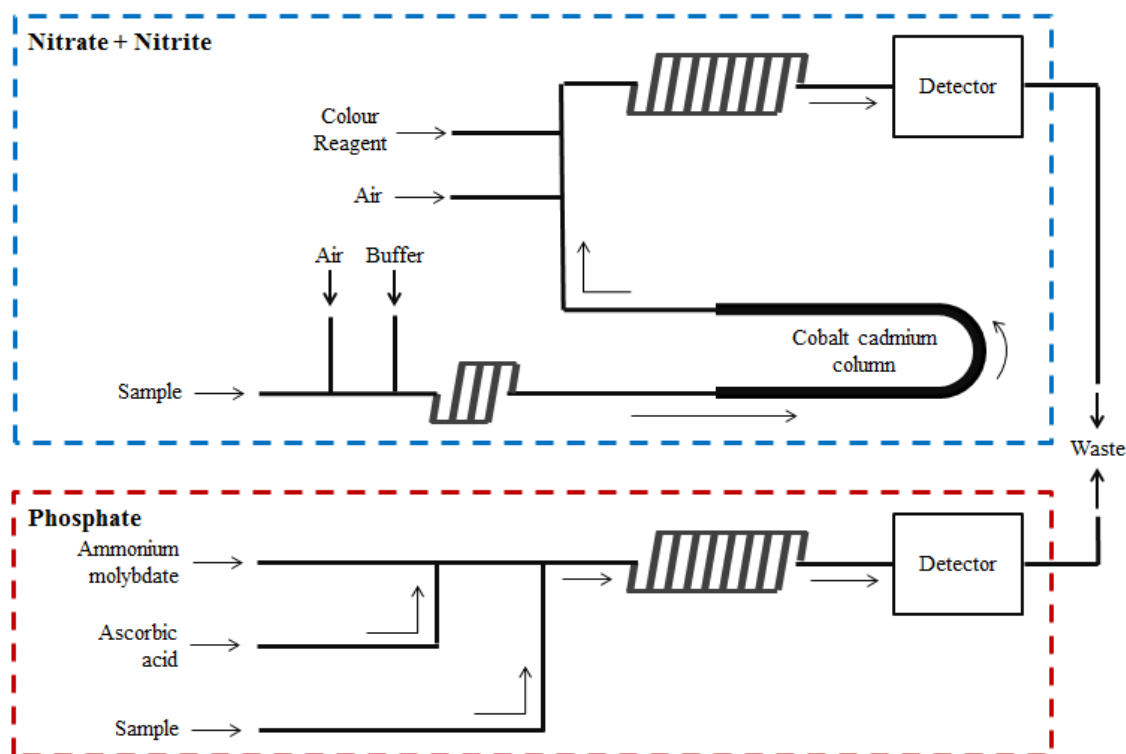 Nitrate + Nitrite
Detector
Colour
Reagent
Air
Air
Buffer
Cobalt cadmium
column
Sample
Waste
Phosphate
Ammonium
molybdate
Detector
Ascorbic
acid
Sample